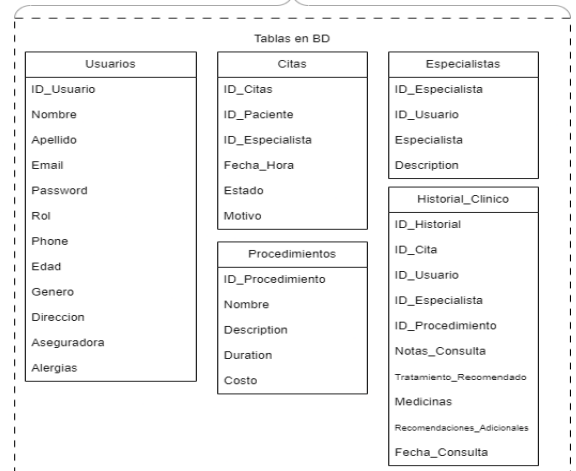 Tablas en BD
Usuarios
ID_Usuario
Nombre
Apellido
Email
Password
Rol
Phone
Edad
Genero
Direccion
Aseguradora
Alergias
Citas
ID_Citas
ID_Paciente
ID_Especialista
Fecha_Hora
Estado
Motivo
Procedimientos
ID_Procedimiento
Nombre
Description
Duration
Costo
Especialistas
ID_Especialista
ID_Usuario
Especialista
Description
Historial_Clinico
ID_Historial
ID_Cita
ID_Usuario
ID_Especialista
ID_Procedimiento
Notas_Consulta
Tratamiento_Recomendado
Medicinas
Recomendaciones_Adicionales
Fecha_Consulta